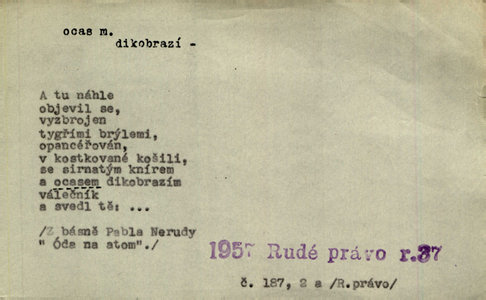 ocas m.
dikobrazí -
A tu náhle
objevil se,
vyzbrojen
tygřími brýlemi,
opancéřován,
v kostkované košili,
se sirnatým knírem
a ocasem dikobrazím
válečník
a svedl tě: ...
/Z básně Pabla Nerudy
" Óda na atom"./
1957 Rudé právo r.37
č. 187, 2 a /R.právo/